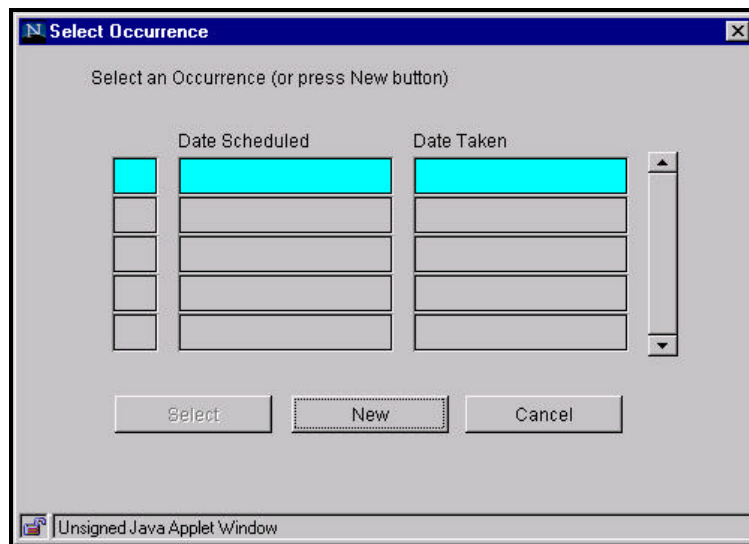 N Select Occurrence
Select an Occurrence (or press New button)
Date Scheduled Date Taken
Select New Cancel
Unsigned Java Applet Window